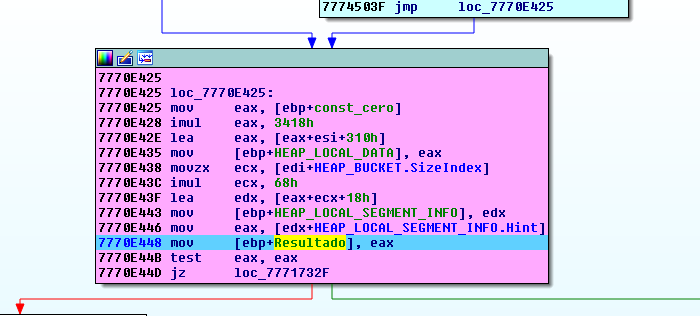 7774503F jmp     loc_7770E425
7770E425
7770E425 loc_7770E425:
7770E425 mov     eax, [ebp+const_cero]
7770E428 imul    eax, 3418h
7770E42E lea     eax, [eax+esi+310h]
7770E435 mov     [ebp+HEAP_LOCAL_DATA], eax
7770E438 movzx   ecx, [edi+HEAP_BUCKET.SizeIndex]
7770E43C imul    ecx, 68h
7770E43F lea     edx, [eax+ecx+18h]
7770E443 mov     [ebp+HEAP_LOCAL_SEGMENT_INFO], edx
7770E446 mov     eax, [edx+HEAP_LOCAL_SEGMENT_INFO.Hint]
7770E448 mov     [ebp+Resultado], eax
7770E44B test    eax, eax
7770E44D jz      loc_7771732F